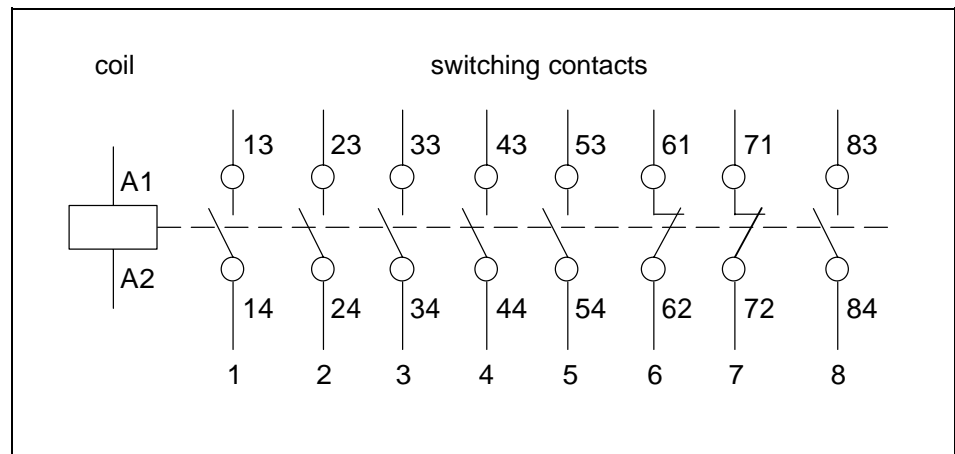 coil switching contacts
13 23 33 43 53 61 71 83
A1
A2
14 24 34 44 54 62 72 84
1 2 3 4 5 6 7 8